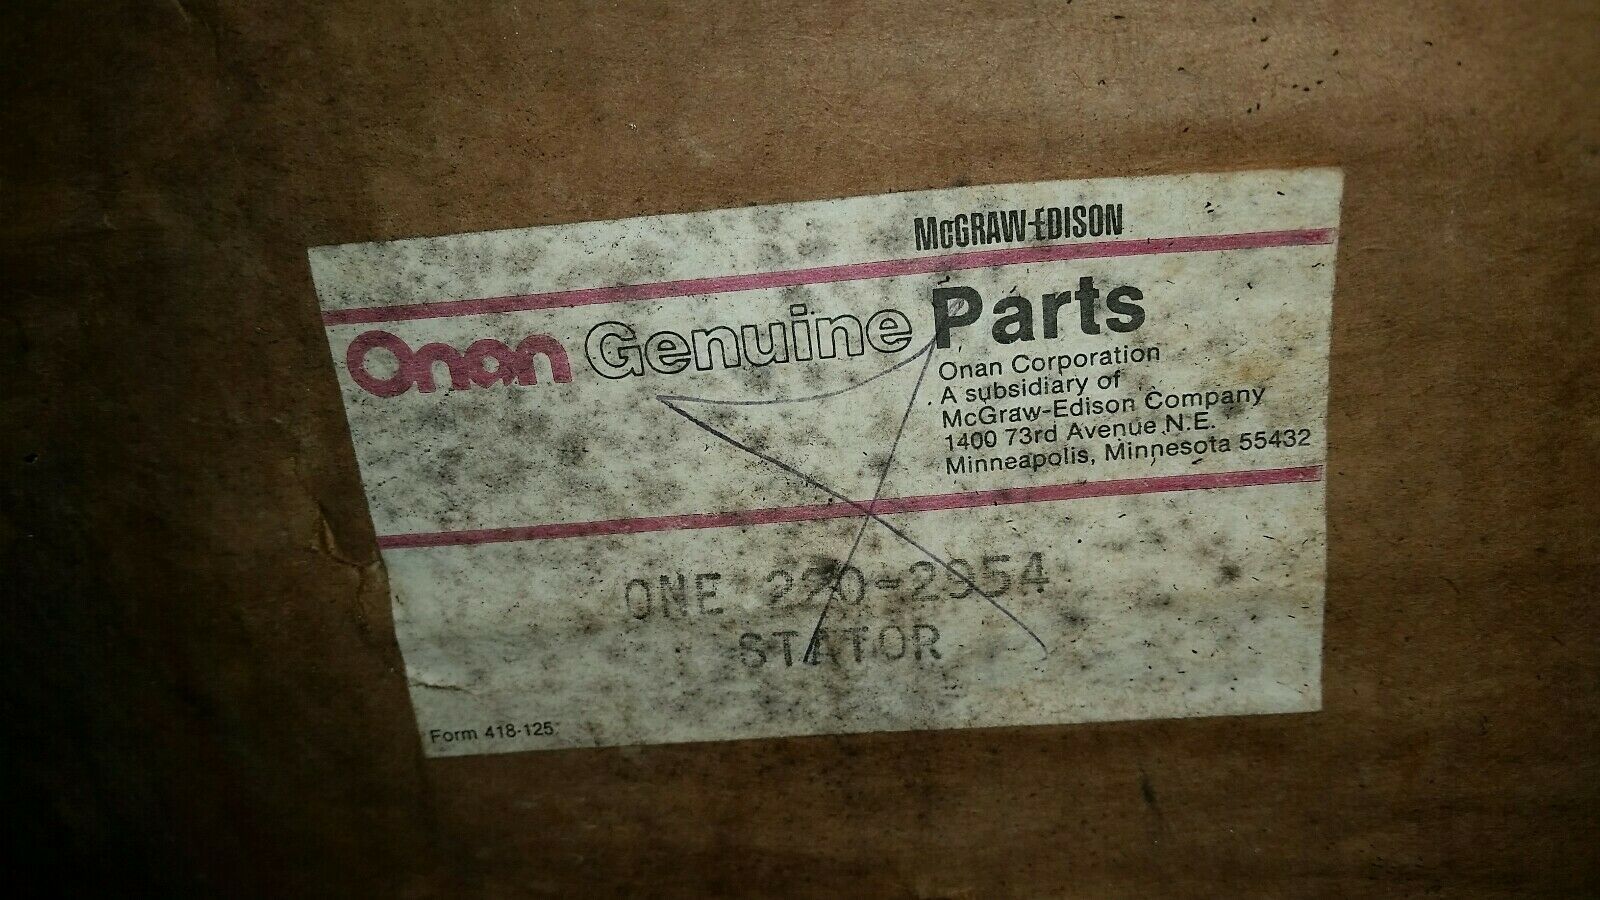 McGRAW-EDISON
Onan Genuine Parts
Onan Corporation
A subsidiary of
McGraw-Edison Company
1400 73rd Avenue N.E.
Minneapolis, Minnesota 55432
ONE 220-2954
STATOR
Form 418-125